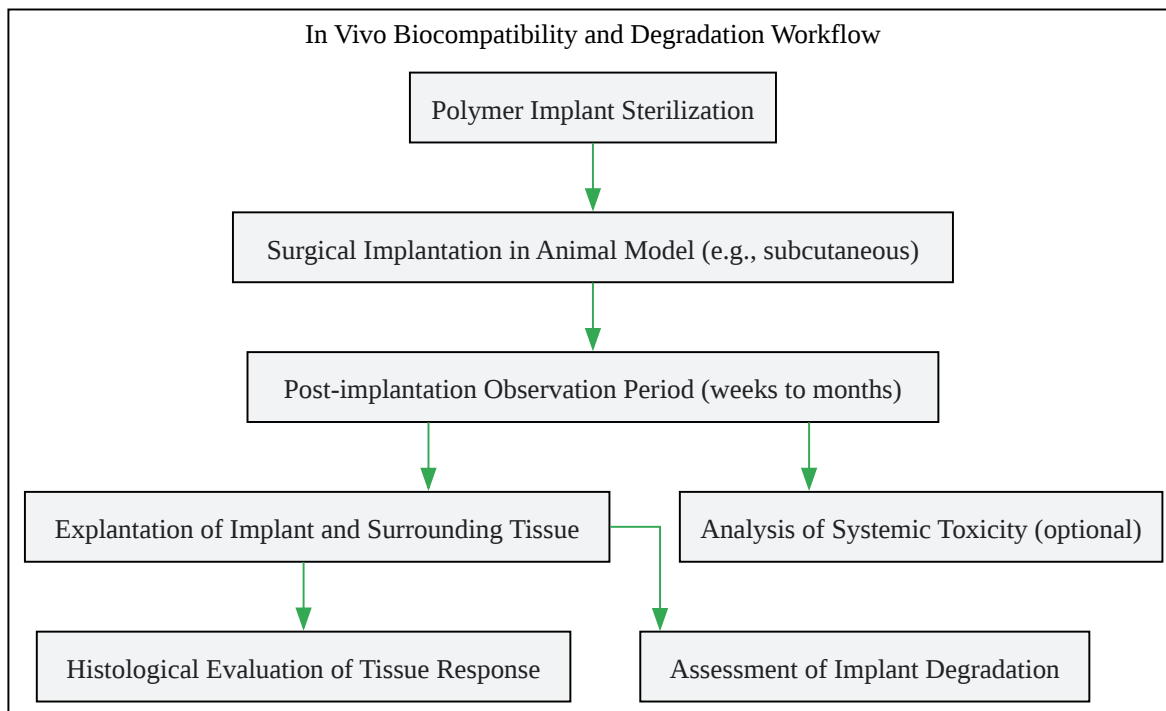 In Vivo Biocompatibility and Degradation Workflow
Polymer Implant Sterilization
Surgical Implantation in Animal Model (e.g., subcutaneous)
Post-implantation Observation Period (weeks to months)
Explantation of Implant and Surrounding Tissue
Analysis of Systemic Toxicity (optional)
Histological Evaluation of Tissue Response
Assessment of Implant Degradation